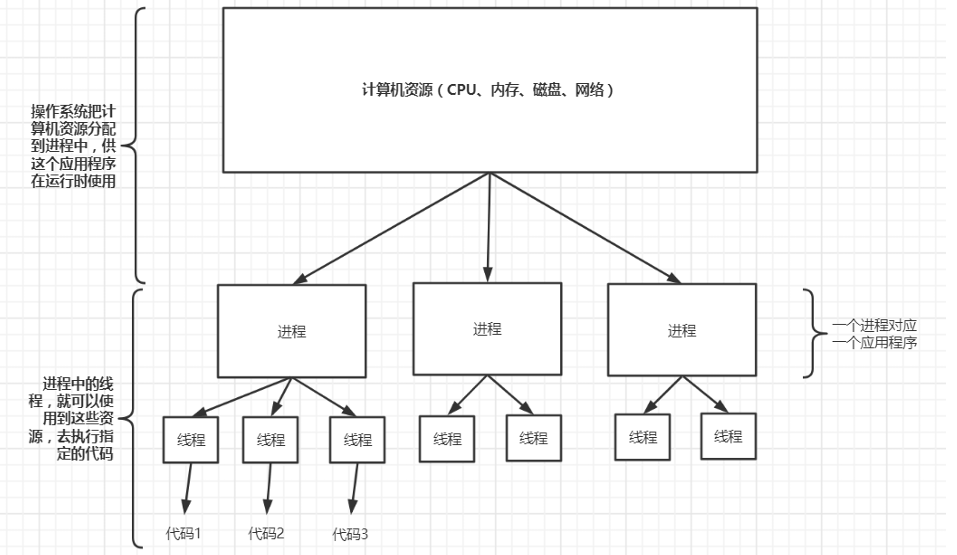 计算机资源（CPU、内存、磁盘、网络）
操作系统把计
算机资源分配
到进程中，供
这个应用程序
在运行时使用
进程
进程
进程
一个进程对应
一个应用程序
进程中的线
程，就可以使
用到这些资
源，去执行指
定的代码
线程
线程
线程
线程
线程
线程
线程
代码1
代码2
代码3